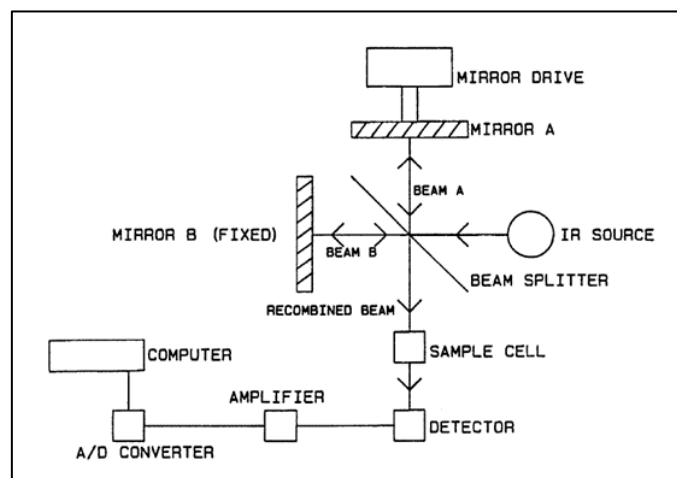 MIRROR DRIVE
MIRROR A
BEAM A
MIRROR B (FIXED)
BEAM B
IR SOURCE
BEAM SPLITTER
RECOMBINED BEAM
SAMPLE CELL
COMPUTER
AMPLIFIER
DETECTOR
A/D CONVERTER